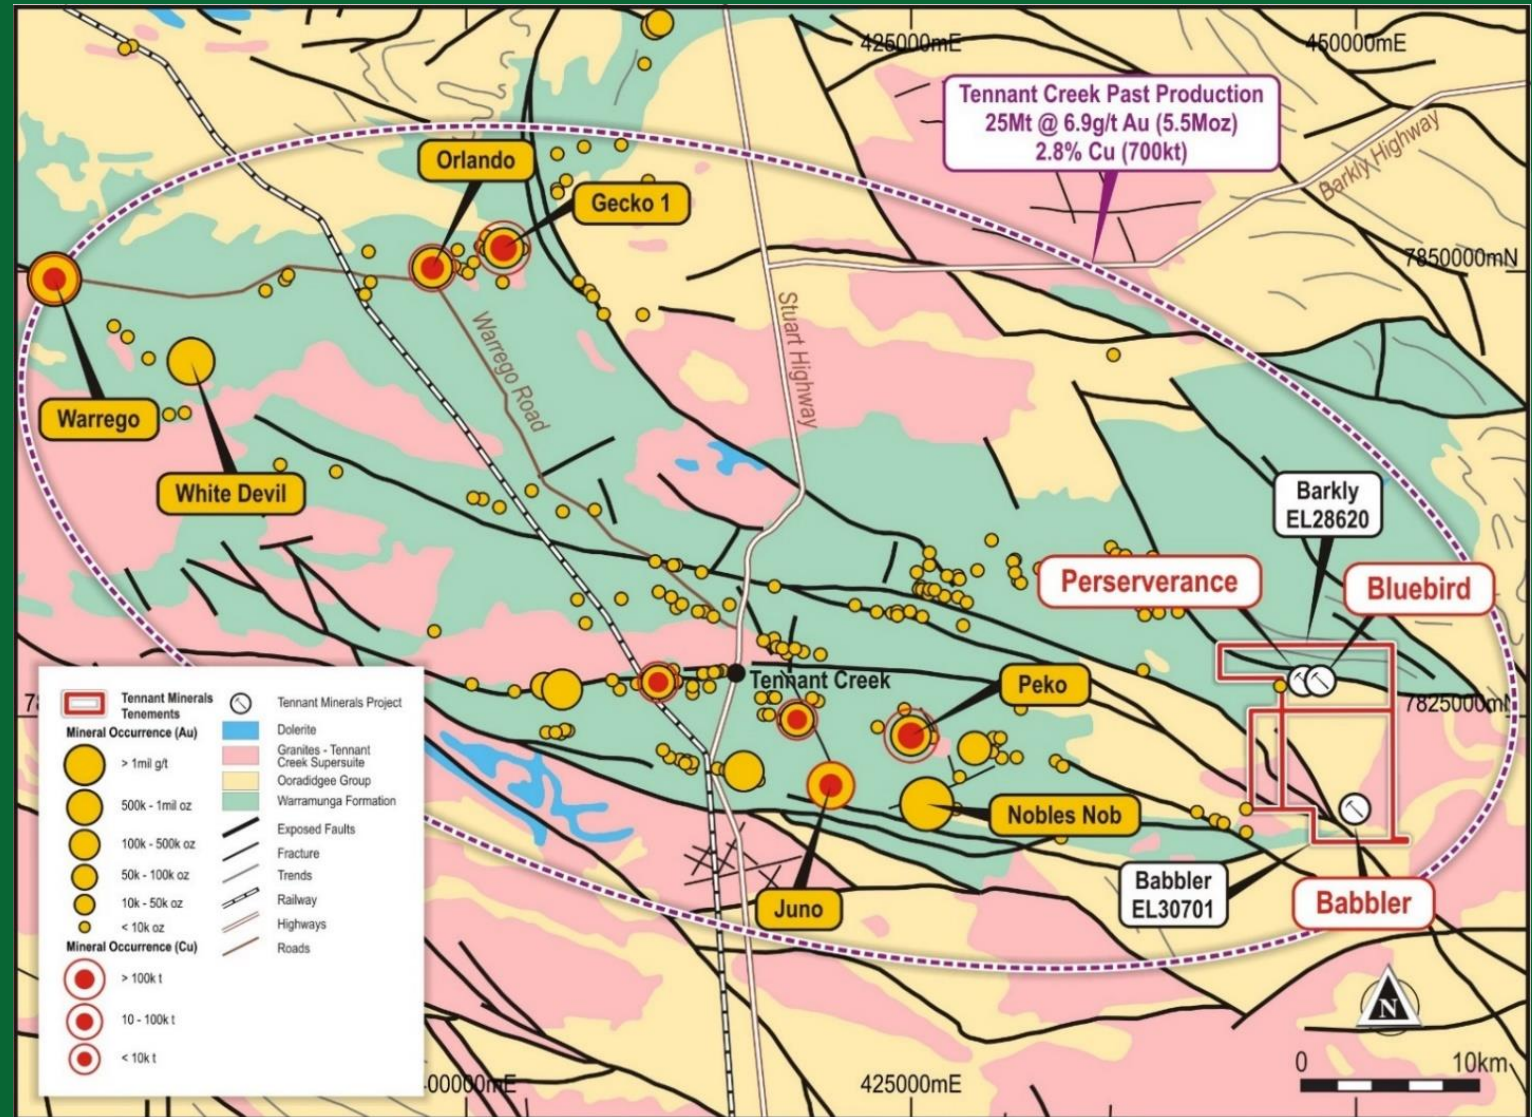 425000mE
450000mE
Tennant Creek Past Production
25Mt @ 6.9g/t Au (5.5Moz)
2.8% Cu (700kt)
Barkly Highway
Orlando
Gecko 1
7850000mN
Stuart Highway
Warrego Road
Warrego
White Devil
Barkly
EL28620
Perserverance
Bluebird
Tennant Creek
Peko
78
7825000mN
Nobles Nob
Juno
Babbler
EL30701
Babbler
Tennant Minerals
Tenements
Mineral Occurrence (Au)
> 1mil g/t
500k - 1mil oz
100k - 500k oz
50k - 100k oz
10k - 50k oz
< 10k oz
Mineral Occurrence (Cu)
> 100k t
10 - 100k t
< 10k t
Tennant Minerals Project
Dolerite
Granites - Tennant
Creek Supersuite
Ooradidgee Group
Warramunga Formation
Exposed Faults
Fracture
Trends
Railway
Highways
Roads
00000mE
425000mE
N
0 10km